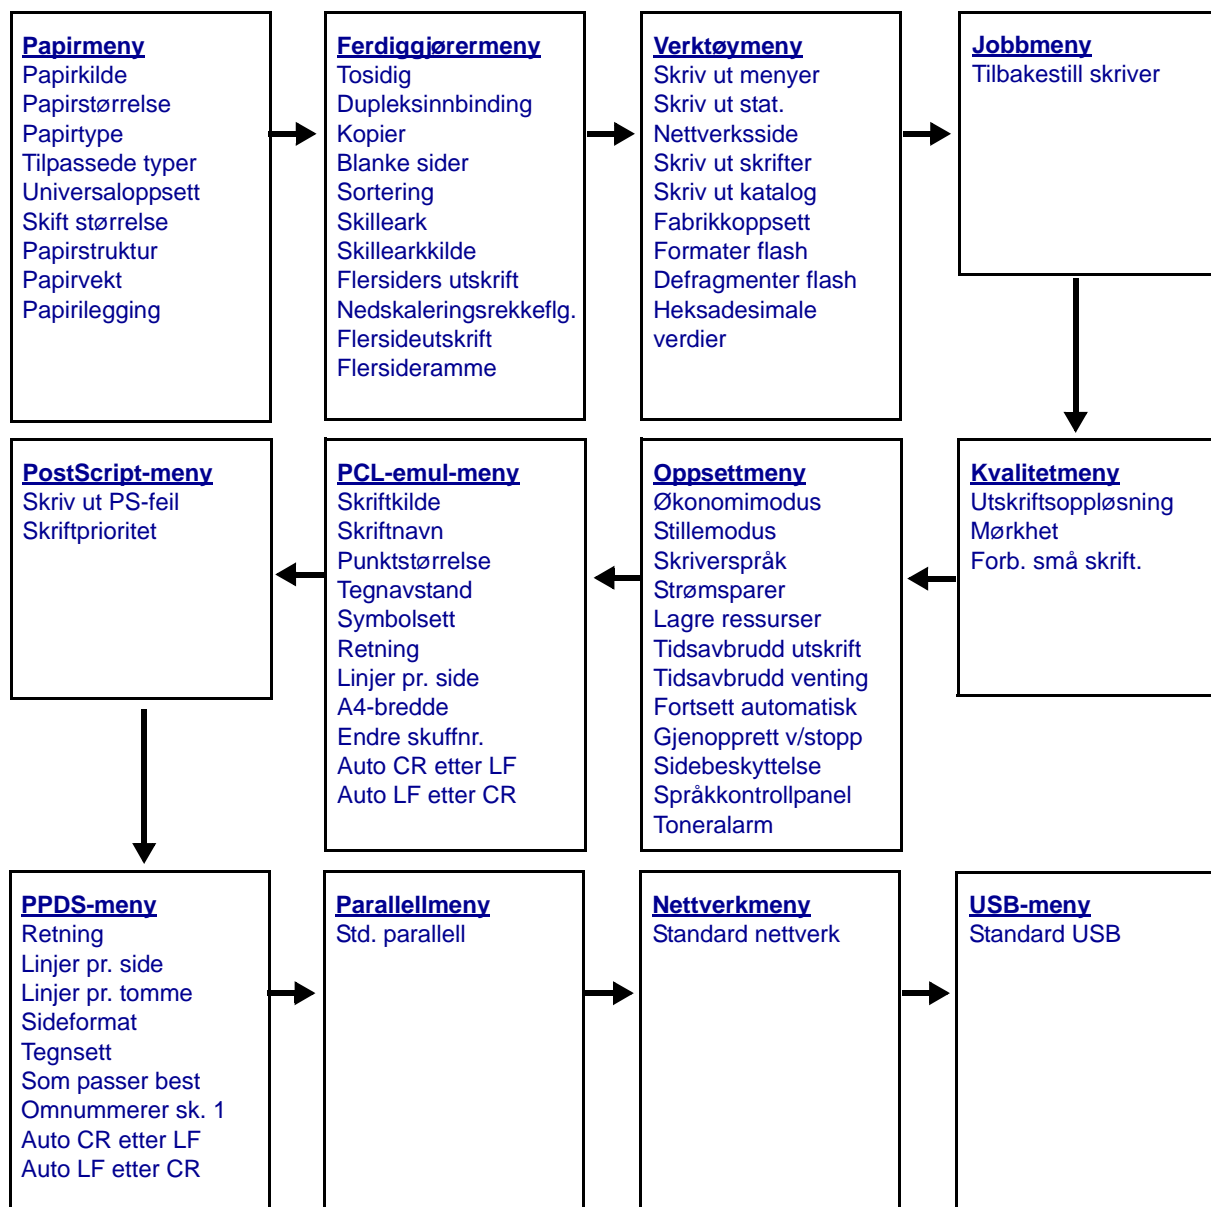 Papirmeny
Papirkilde
Papirstørrelse
Papirtype
Tilpassede typer
Universaloppsett
Skift størrelse
Papirstruktur
Papirvekt
Papirilegging
Ferdiggjørermeny
Tosidig
Dupleksinnbinding
Kopier
Blanke sider
Sortering
Skilleark
Skillearkkilde
Flersiders utskrift
Nedskaleringsrekkeflg.
Flersideutskrift
Flersideramme
Verktøymeny
Skriv ut menyer
Skriv ut stat.
Nettverksside
Skriv ut skrifter
Skriv ut katalog
Fabrikkoppsett
Formater flash
Defragmenter flash
Heksadesimale
verdier
Jobbmeny
Tilbakestill skriver
Kvalitetmeny
Utskriftsoppløsning
Mørkhet
Forb. små skrift.
Oppsettmeny
Økonomimodus
Stillemodus
Skriverspråk
Strømsparer
Lagre ressurser
Tidsavbrudd utskrift
Tidsavbrudd venting
Fortsett automatisk
Gjenopprett v/stopp
Sidebeskyttelse
Språkkontrollpanel
Toneralarm
PCL-emul-meny
Skriftkilde
Skriftnavn
Punktstørrelse
Tegnavstand
Symbolsett
Retning
Linjer pr. side
A4-bredde
Endre skuffnr.
Auto CR etter LF
Auto LF etter CR
PostScript-meny
Skriv ut PS-feil
Skriftprioritet
PPDS-meny
Retning
Linjer pr. side
Linjer pr. tomme
Sideformat
Tegnsett
Som passer best
Omnummerer sk. 1
Auto CR etter LF
Auto LF etter CR
Parallellmeny
Std. parallell
Nettverkmeny
Standard nettverk
USB-meny
Standard USB